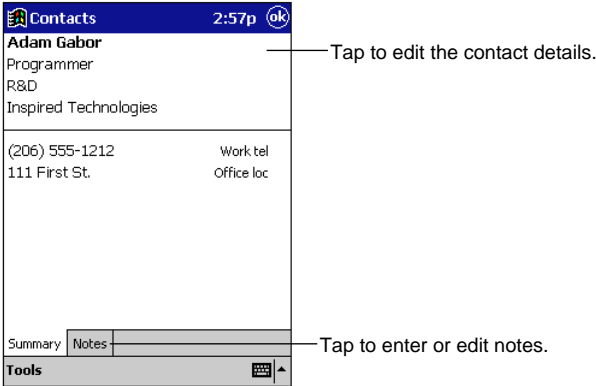 Contacts 2:57p ok
Adam Gabor
Tap to edit the contact details.
Programmer
R&D
Inspired Technologies
(206) 555-1212 Work tel
111 First St. Office loc
Summary Notes
Tap to enter or edit notes.
Tools